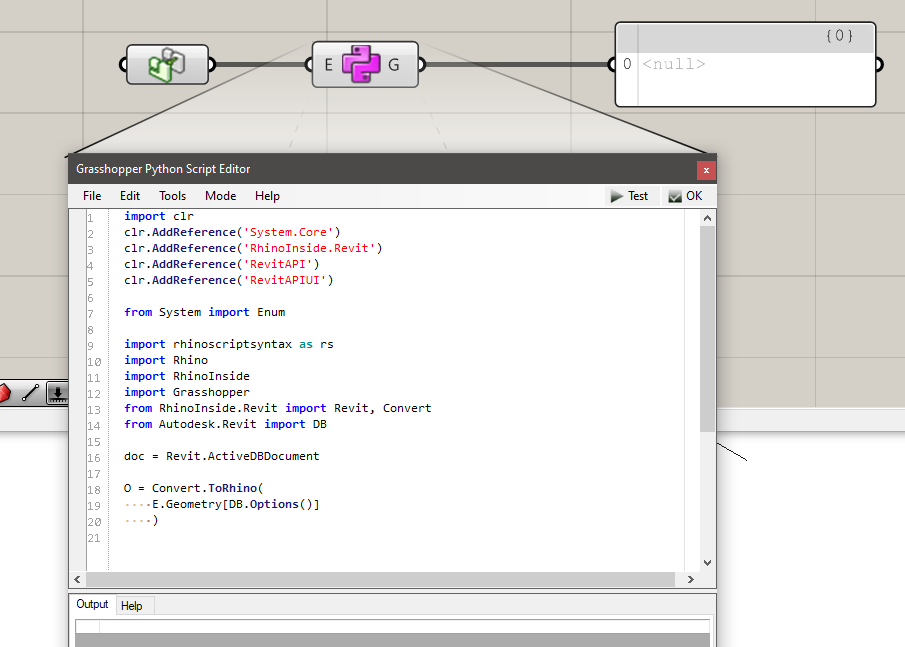 {0}
E G
0 <null>
Grasshopper Python Script Editor
x
File Edit Tools Mode Help Test OK
1 import clr
2 clr.AddReference('System.Core')
3 clr.AddReference('RhinoInside.Revit')
4 clr.AddReference('RevitAPI')
5 clr.AddReference('RevitAPIUI')
6
7 from System import Enum
8
9 import rhinoscriptsyntax as rs
10 import Rhino
11 import RhinoInside
12 import Grasshopper
13 from RhinoInside.Revit import Revit, Convert
14 from Autodesk.Revit import DB
15
16 doc = Revit.ActiveDBDocument
17
18 O = Convert.ToRhino(
19 ····E.Geometry[DB.Options()]
20 ····)
21
Output Help